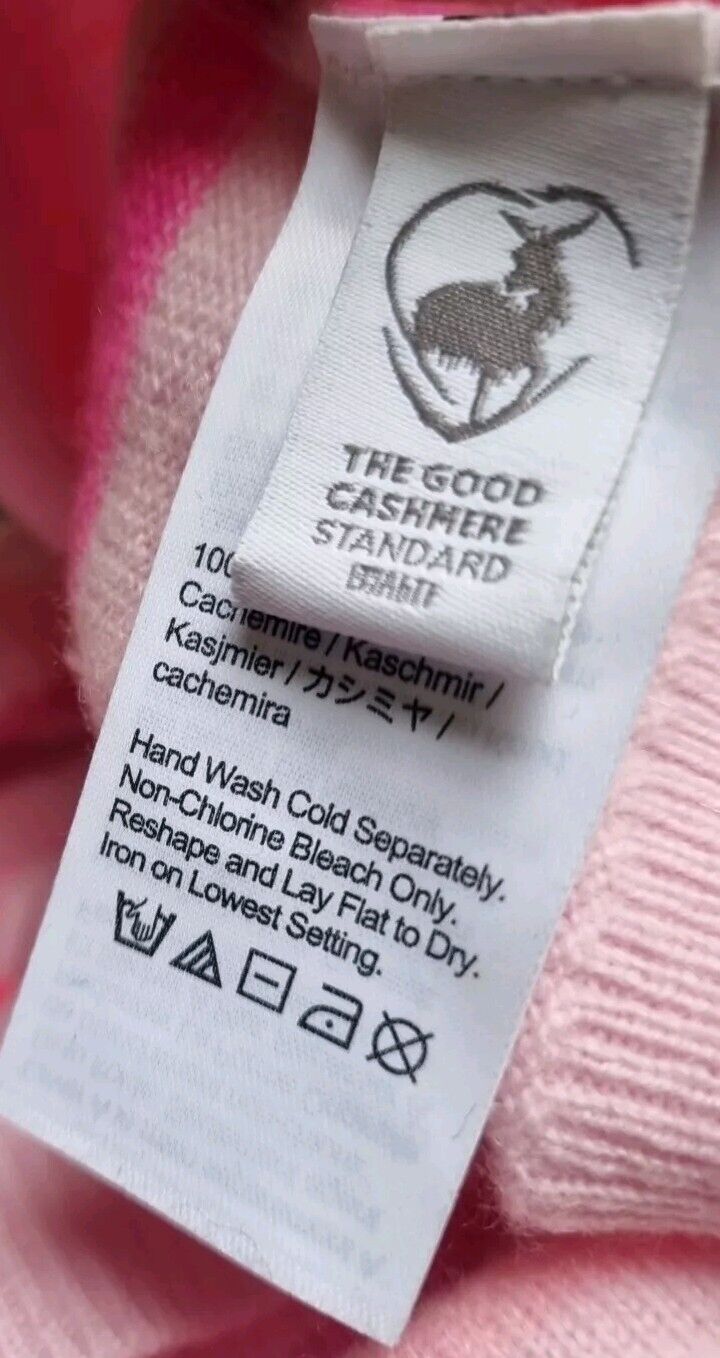 THE GOOD
CASHMERE
STANDARD
100
Cachemire / Kaschmir /
Kasjmier / カシミヤ /
cachemira
Hand Wash Cold Separately.
Non-Chlorine Bleach Only.
Reshape and Lay Flat to Dry.
Iron on Lowest Setting.